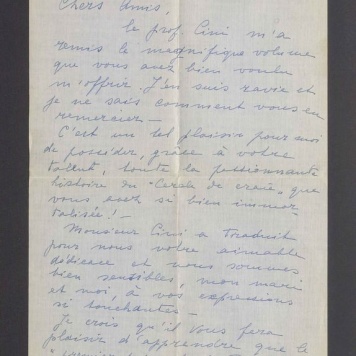 Chers Amis,
le prof. Cini m'a
remis le magnifique volume
que vous avez bien voulu
m'offrir. J'en suis ravie et
je ne sais comment vous en
remercier —
C'est un tel plaisir pour moi
de posséder, grâce à votre
talent, toute la passionnante
histoire du "Cercle de craie", que
vous avez si bien immor
talisée! —
Monsieur Cini a traduit
pour nous votre aimable
dédicace et nous sommes
bien sensibles, mon mari
et moi, à vos expressions
si touchantes —
Je crois qu'il vous fera
plaisir d'apprendre que le